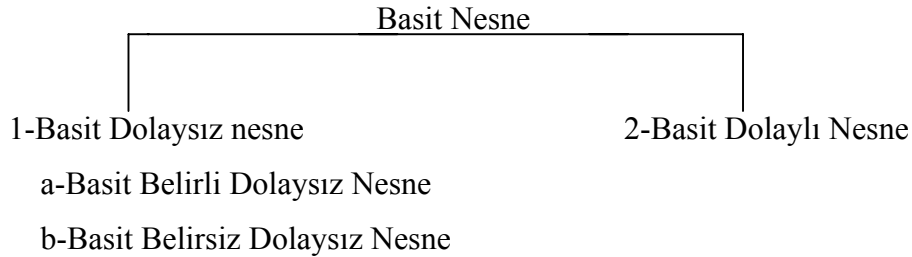 Basit Nesne
1-Basit Dolaysız nesne 2-Basit Dolaylı Nesne
a-Basit Belirli Dolaysız Nesne
b-Basit Belirsiz Dolaysız Nesne